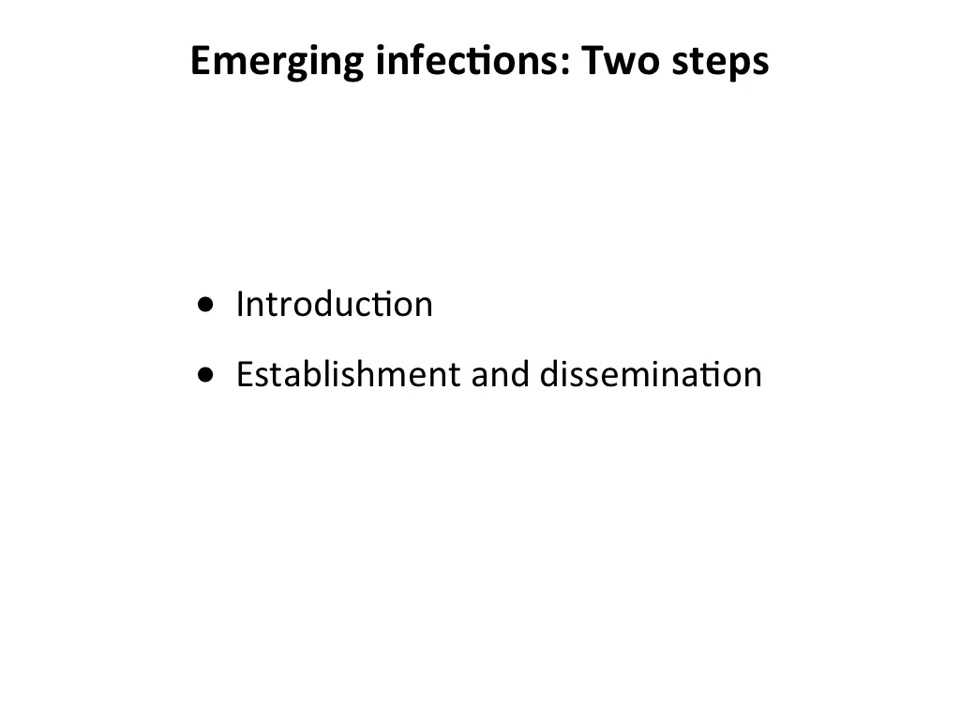 Emerging infections: Two steps
• Introduction
• Establishment and dissemination